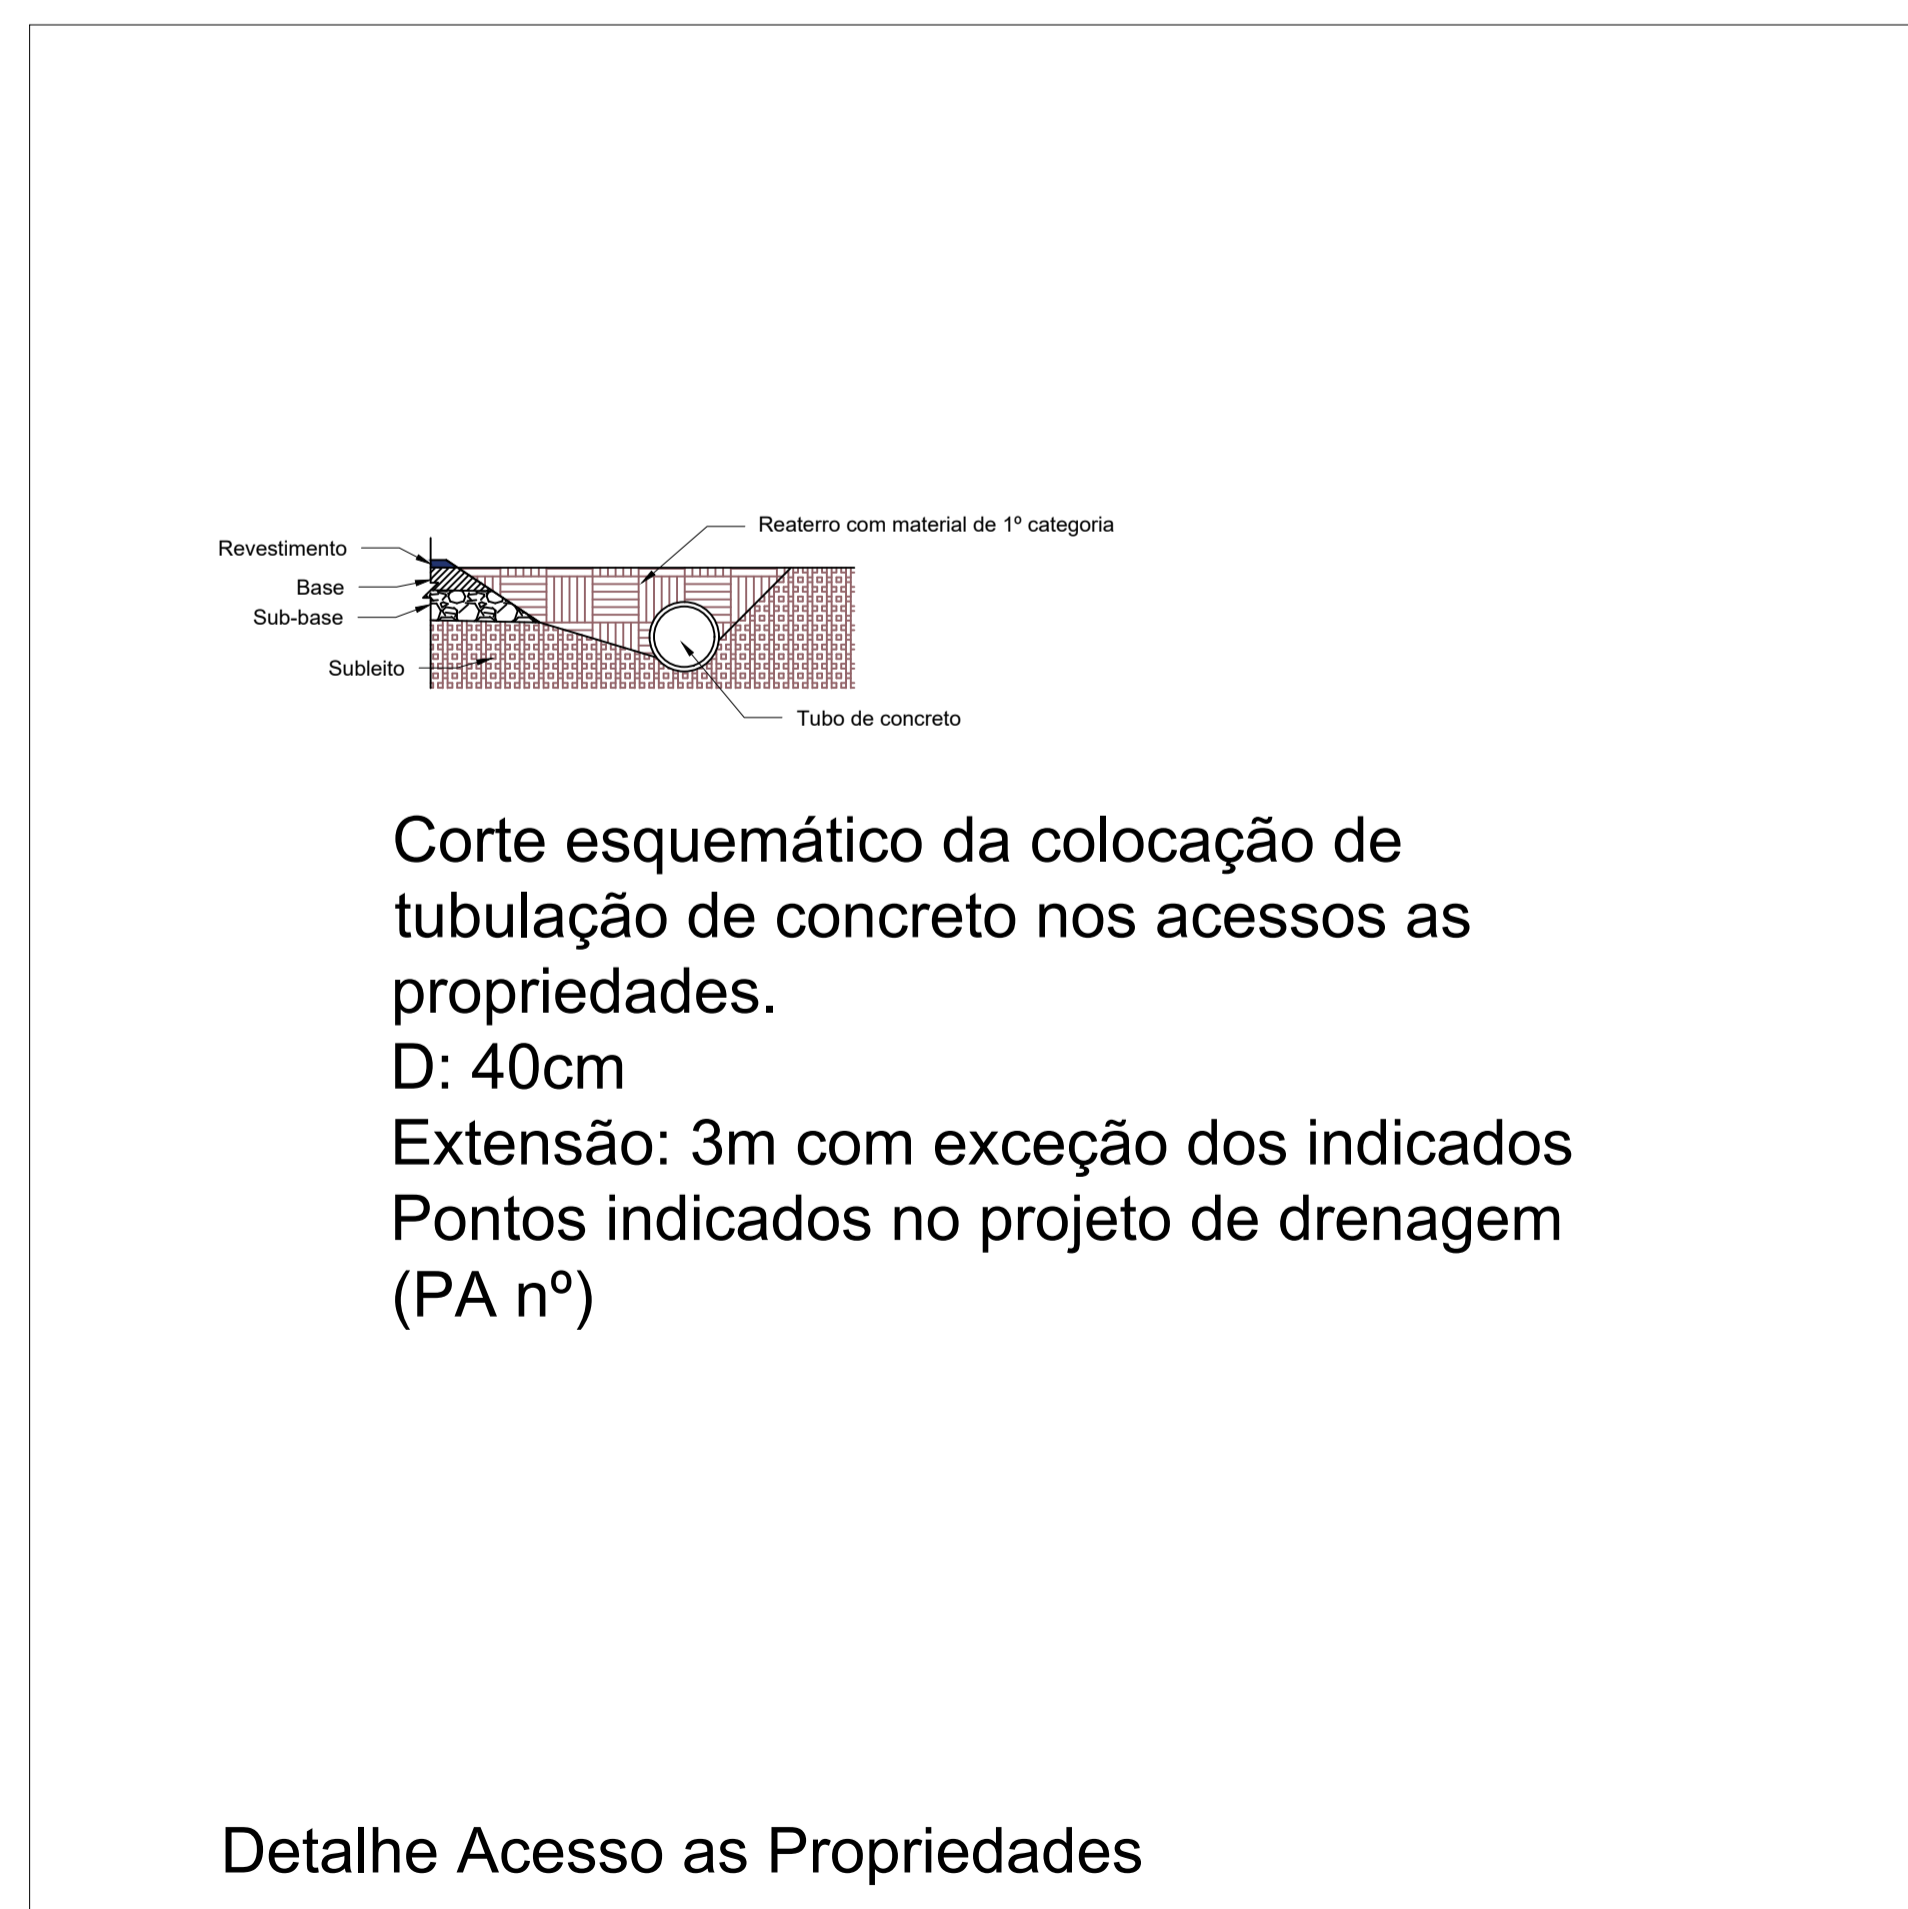 Reaterro com material de 1º categoria
Revestimento
Base
Sub-base
Subleito
Tubo de concreto
Corte esquemático da colocação de
tubulação de concreto nos acessos as
propriedades.
D: 40cm
Extensão: 3m com exceção dos indicados
Pontos indicados no projeto de drenagem
(PA nº)
Detalhe Acesso as Propriedades